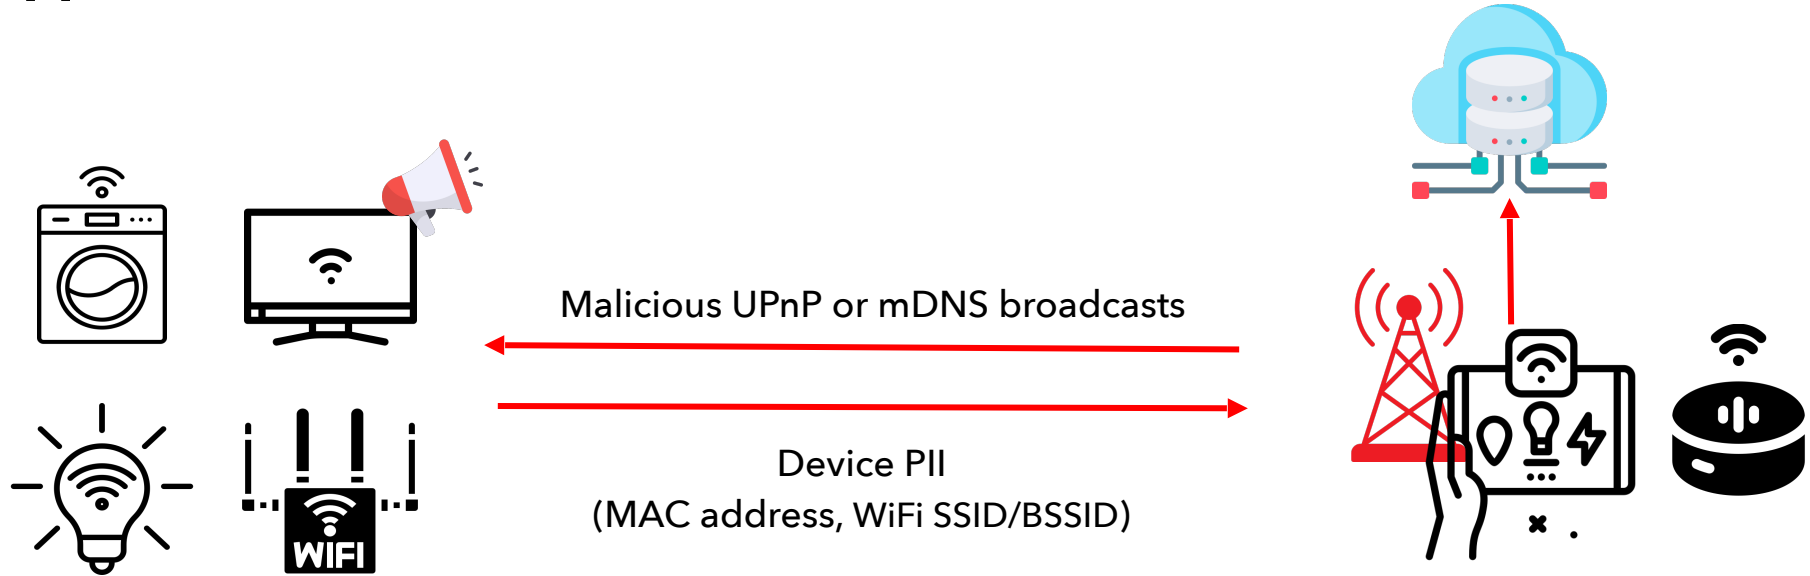 Malicious UPnP or mDNS broadcasts
Device PII
(MAC address, WiFi SSID/BSSID)
WiFi